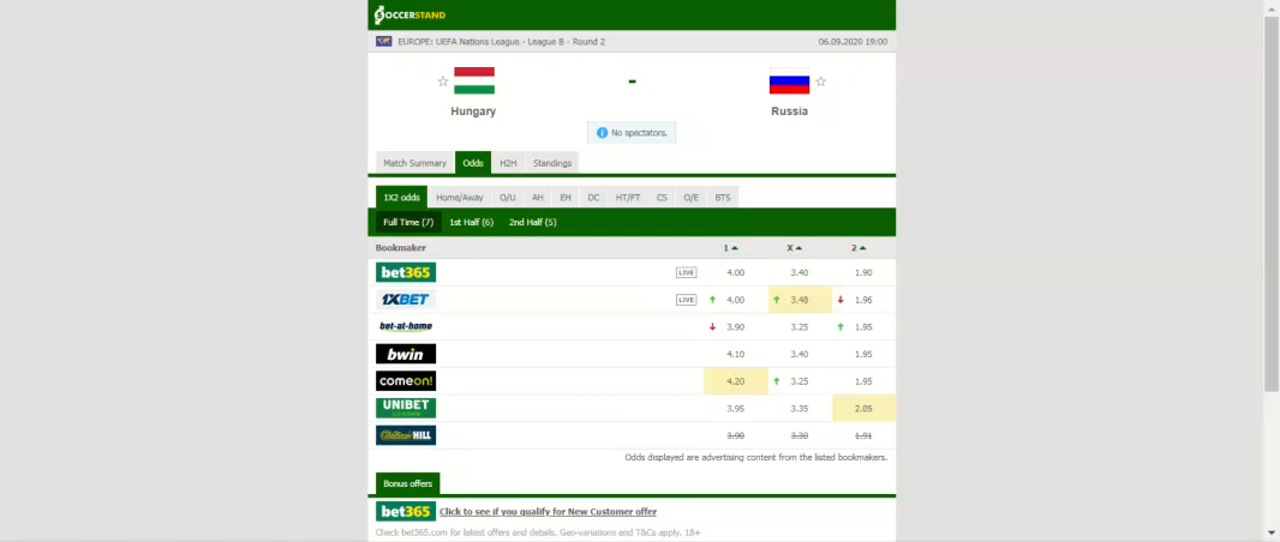 SOCCERSTAND
EUROPE: UEFA Nations League - League B - Round 2 06.09.2020 19:00
-
Hungary Russia
No spectators.
Match Summary Odds H2H Standings
1X2 odds Home/Away O/U AH EH DC HT/FT CS O/E BTS
Full Time (7) 1st Half (6) 2nd Half (5)
Bookmaker 1 X 2
bet365 LIVE 4.00 3.40 1.90
1XBET LIVE 4.00 3.48 1.96
bet-at-home 3.90 3.25 1.95
bwin 4.10 3.40 1.95
comeon! 4.20 3.25 1.95
UNIBET 3.95 3.35 2.05
William HILL 3.90 3.30 1.91
Odds displayed are advertising content from the listed bookmakers.
Bonus offers
bet365 Click to see if you qualify for New Customer offer
Check bet365.com for latest offers and details. Geo-variations and T&Cs apply. 18+